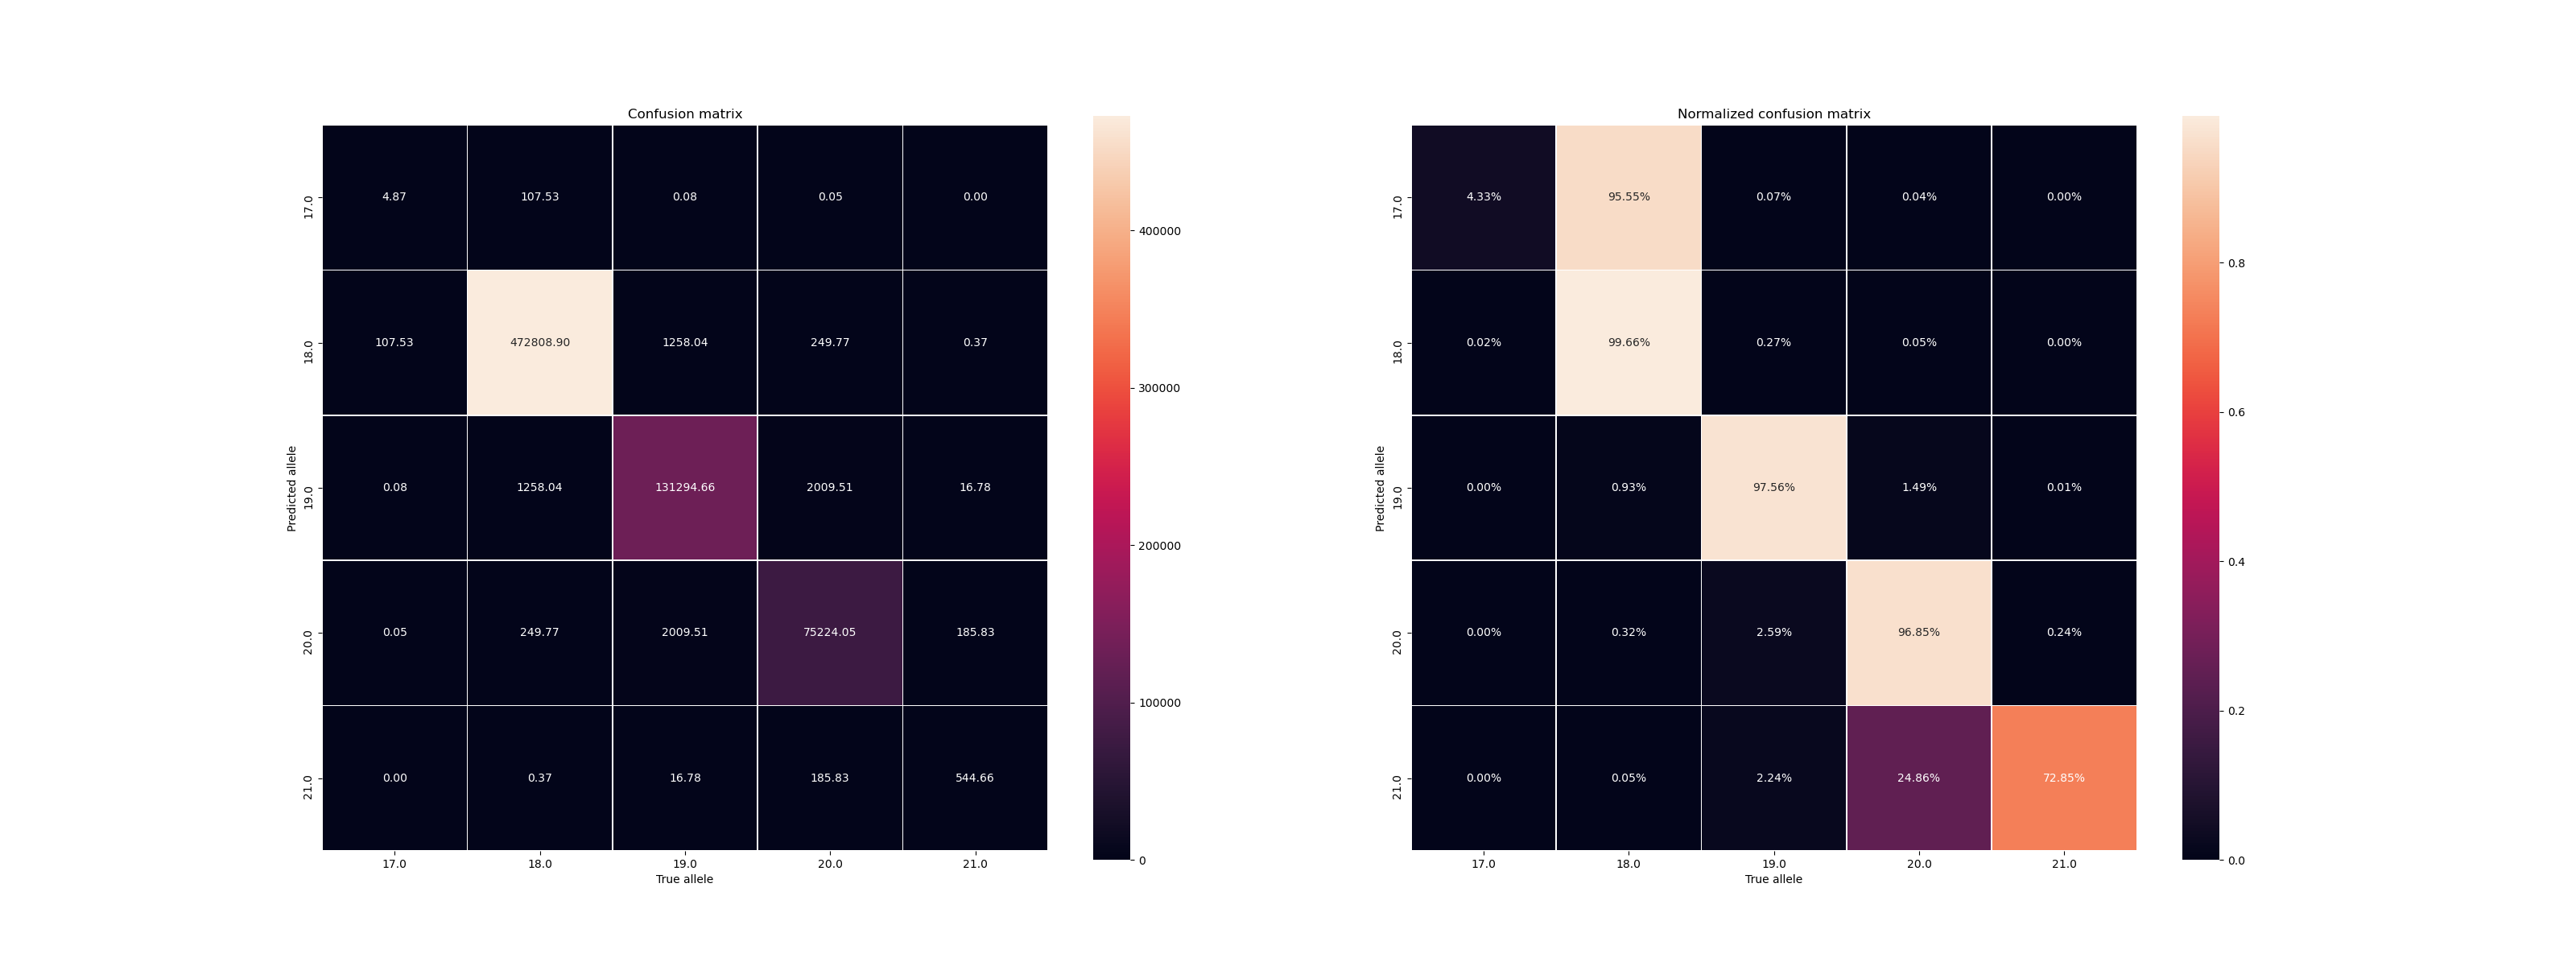 Confusion matrix
17.0 4.87 107.53 0.08 0.05 0.00
18.0 107.53 472808.90 1258.04 249.77 0.37
19.0 0.08 1258.04 131294.66 2009.51 16.78
20.0 0.05 249.77 2009.51 75224.05 185.83
21.0 0.00 0.37 16.78 185.83 544.66
17.0 18.0 19.0 20.0 21.0
True allele
Predicted allele
400000
300000
200000
100000
0
Normalized confusion matrix
17.0 4.33% 95.55% 0.07% 0.04% 0.00%
18.0 0.02% 99.66% 0.27% 0.05% 0.00%
19.0 0.00% 0.93% 97.56% 1.49% 0.01%
20.0 0.00% 0.32% 2.59% 96.85% 0.24%
21.0 0.00% 0.05% 2.24% 24.86% 72.85%
17.0 18.0 19.0 20.0 21.0
True allele
Predicted allele
0.8
0.6
0.4
0.2
0.0